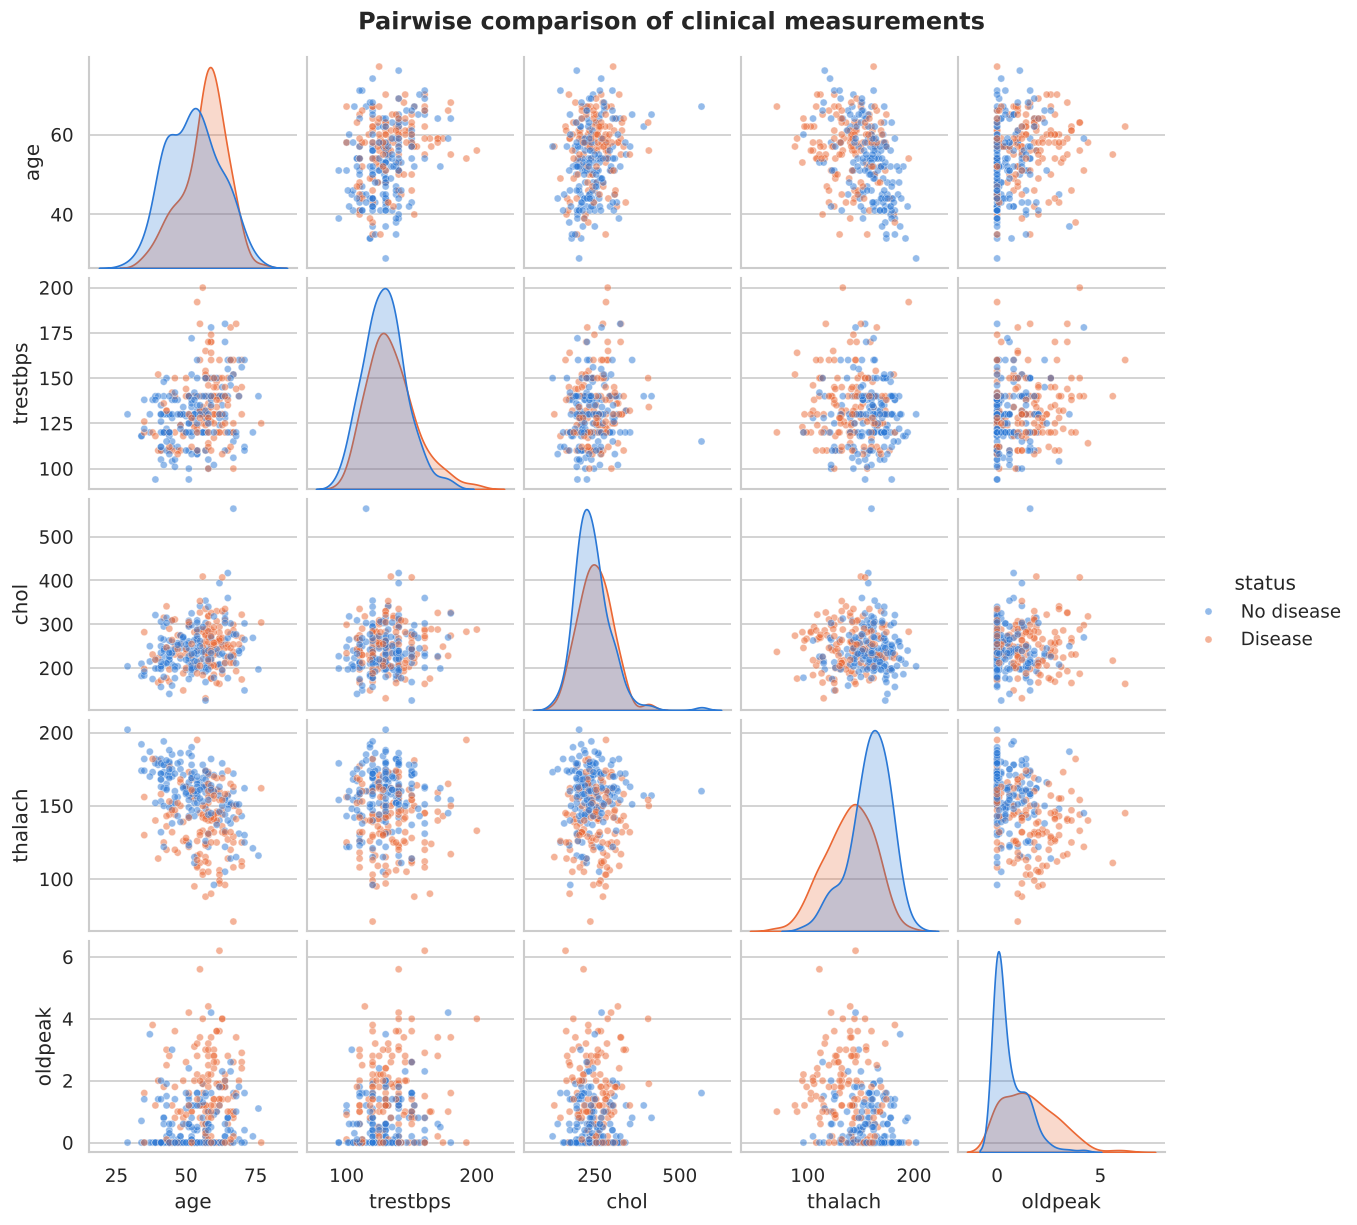 Pairwise comparison of clinical measurements
age
60
40
trestbps
200
175
150
125
100
chol
500
400
300
200
thalach
200
150
100
oldpeak
6
4
2
0
25 50 75
100 200
250 500
100 200
0 5
age trestbps chol thalach oldpeak
status
No disease
Disease